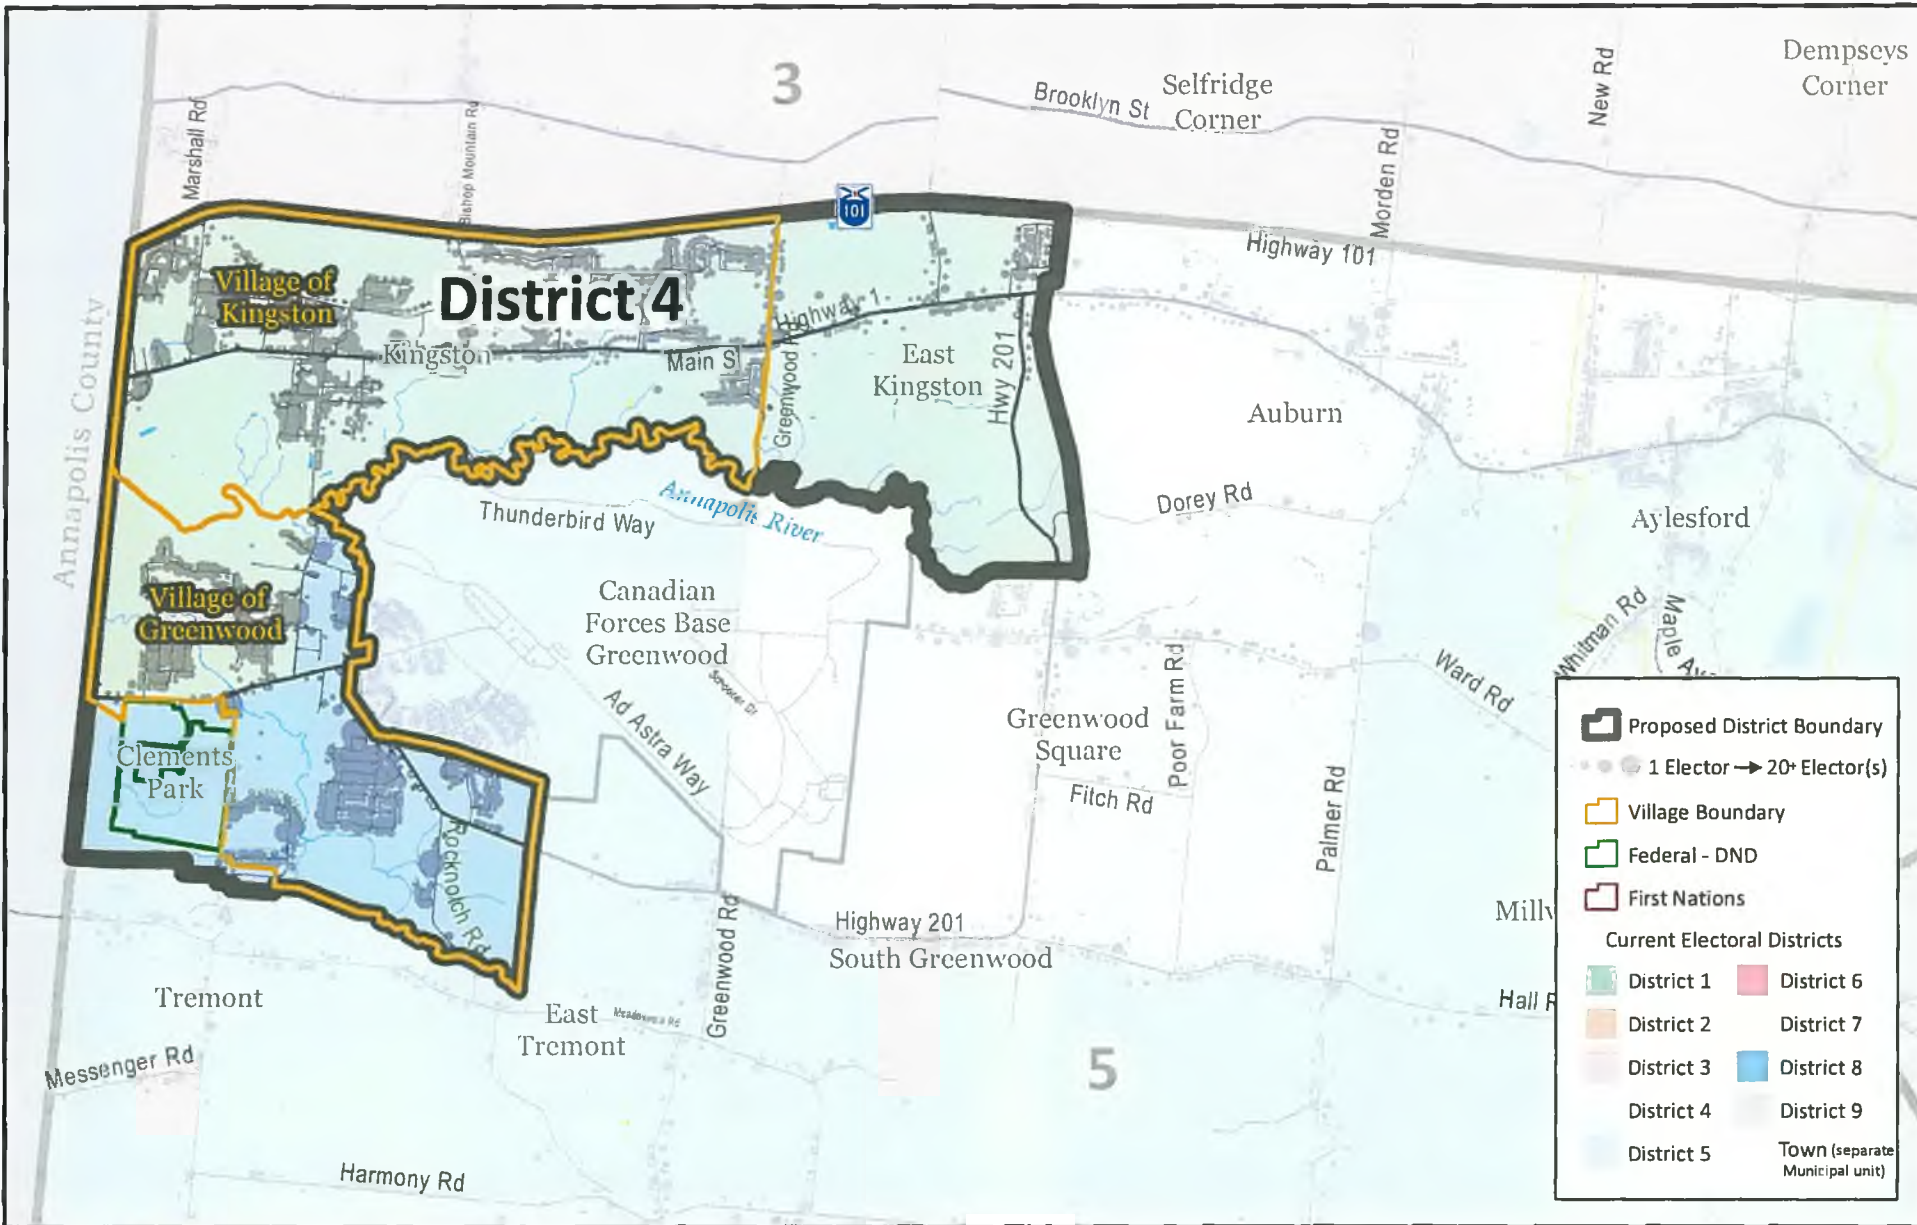 3
Selfridge
Corner
Dempseys
Corner
Brooklyn St
New Rd
Marshall Rd
Bishop Mountain Rd
Morden Rd
101
Highway 101
Village of
Kingston
District 4
Highway 1
Kingston
Main S
Greenwood R
East
Kingston
Hwy 201
Auburn
Annapolis County
Thunderbird Way
Annapolis River
Dorey Rd
Aylesford
Village of
Greenwood
Canadian
Forces Base
Greenwood
Ad Astra Way
Greenwood
Square
Poor Farm Rd
Ward Rd
Whitman Rd
Maple Av
Clements
Park
Fitch Rd
Palmer Rd
Rocknotch Rd
Greenwood Rd
Highway 201
South Greenwood
Millv
Hall R
Tremont
East
Tremont
Messenger Rd
5
Harmony Rd
Proposed District Boundary
1 Elector → 20+ Elector(s)
Village Boundary
Federal - DND
First Nations
Current Electoral Districts
District 1
District 6
District 2
District 7
District 3
District 8
District 4
District 9
District 5
Town (separate
Municipal unit)